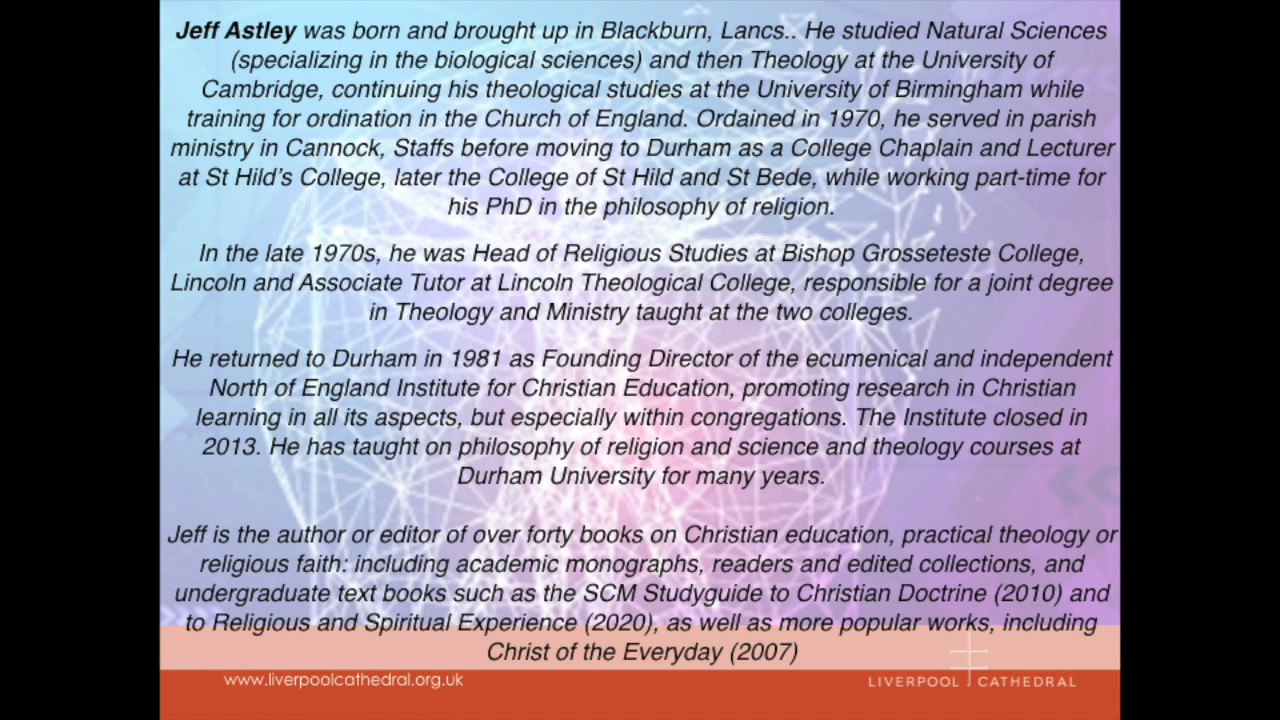 Jeff Astley was born and brought up in Blackburn, Lancs.. He studied Natural Sciences
(specializing in the biological sciences) and then Theology at the University of
Cambridge, continuing his theological studies at the University of Birmingham while
training for ordination in the Church of England. Ordained in 1970, he served in parish
ministry in Cannock, Staffs before moving to Durham as a College Chaplain and Lecturer
at St Hild's College, later the College of St Hild and St Bede, while working part-time for
his PhD in the philosophy of religion.
In the late 1970s, he was Head of Religious Studies at Bishop Grosseteste College,
Lincoln and Associate Tutor at Lincoln Theological College, responsible for a joint degree
in Theology and Ministry taught at the two colleges.
He returned to Durham in 1981 as Founding Director of the ecumenical and independent
North of England Institute for Christian Education, promoting research in Christian
learning in all its aspects, but especially within congregations. The Institute closed in
2013. He has taught on philosophy of religion and science and theology courses at
Durham University for many years.
Jeff is the author or editor of over forty books on Christian education, practical theology or
religious faith: including academic monographs, readers and edited collections, and
undergraduate text books such as the SCM Studyguide to Christian Doctrine (2010) and
to Religious and Spiritual Experience (2020), as well as more popular works, including
Christ of the Everyday (2007)
www.liverpoolcathedral.org.uk
LIVERPOOL CATHEDRAL